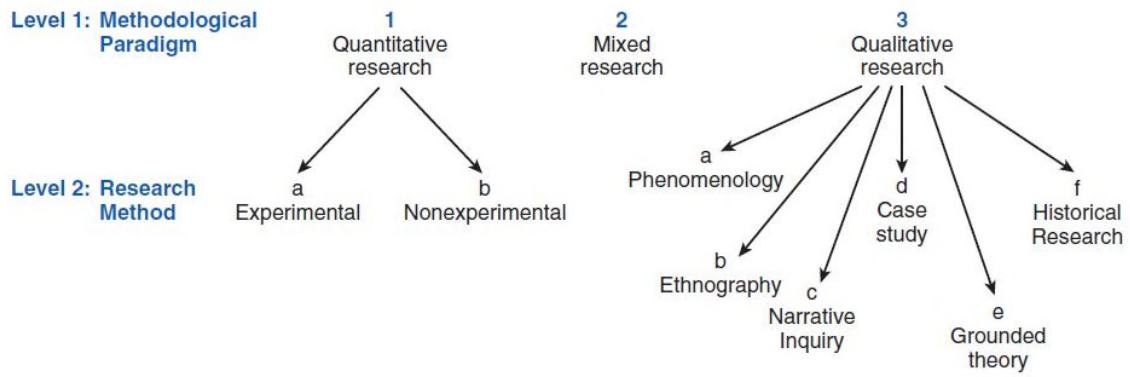 Level 1: Methodological
Paradigm
1
Quantitative
research
2
Mixed
research
3
Qualitative
research
Level 2: Research
Method
a
Experimental
b
Nonexperimental
a
Phenomenology
b
Ethnography
c
Narrative
Inquiry
d
Case
study
e
Grounded
theory
f
Historical
Research